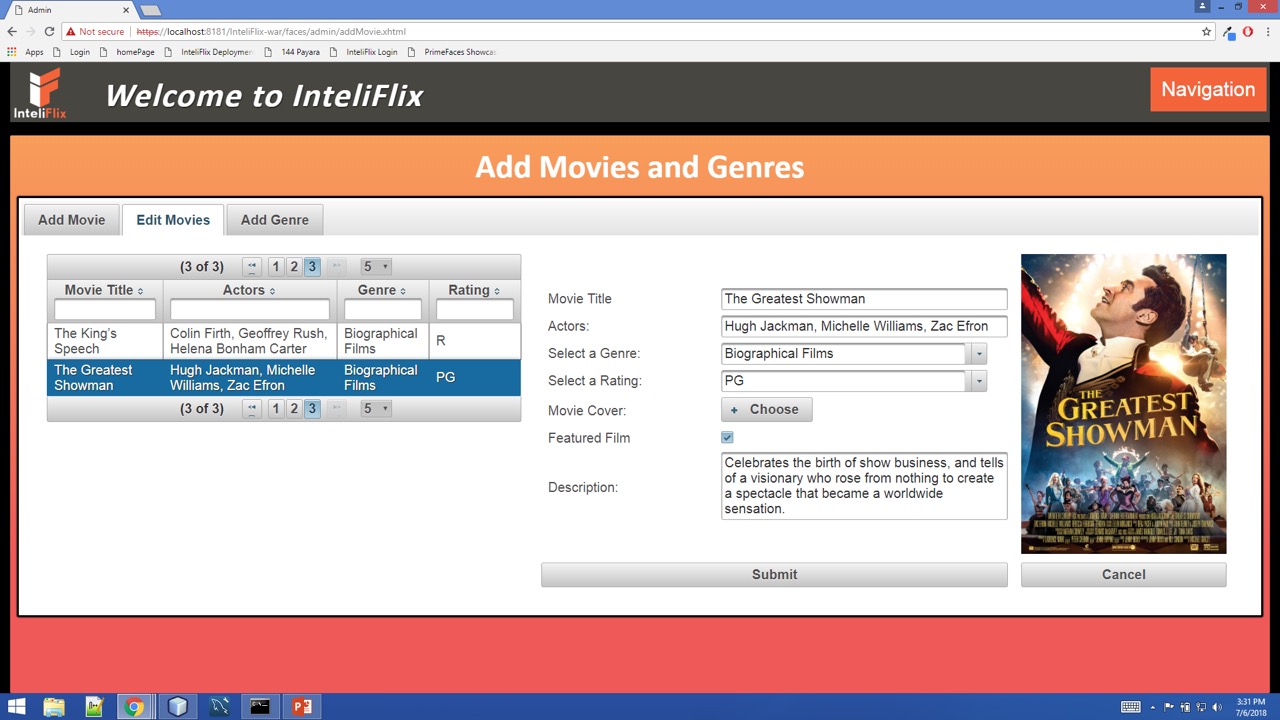 Admin
Not secure
https://localhost:8181/InteliFlix-war/faces/admin/addMovie.xhtml
Apps Login homePage InteliFlix Deploymen 144 Payara InteliFlix Login PrimeFaces Showcas
InteliFlix
Welcome to InteliFlix
Navigation
Add Movies and Genres
Add Movie Edit Movies Add Genre
(3 of 3) 1 2 3 5
Movie Title Actors Genre Rating
The King's Speech Colin Firth, Geoffrey Rush, Helena Bonham Carter Biographical Films R
The Greatest Showman Hugh Jackman, Michelle Williams, Zac Efron Biographical Films PG
(3 of 3) 1 2 3 5
Movie Title The Greatest Showman
Actors: Hugh Jackman, Michelle Williams, Zac Efron
Select a Genre: Biographical Films
Select a Rating: PG
Movie Cover: + Choose
Featured Film
Description:
Celebrates the birth of show business, and tells
of a visionary who rose from nothing to create
a spectacle that became a worldwide
sensation.
THE
GREATEST
SHOWMAN
Submit
Cancel
3:31 PM
7/6/2018